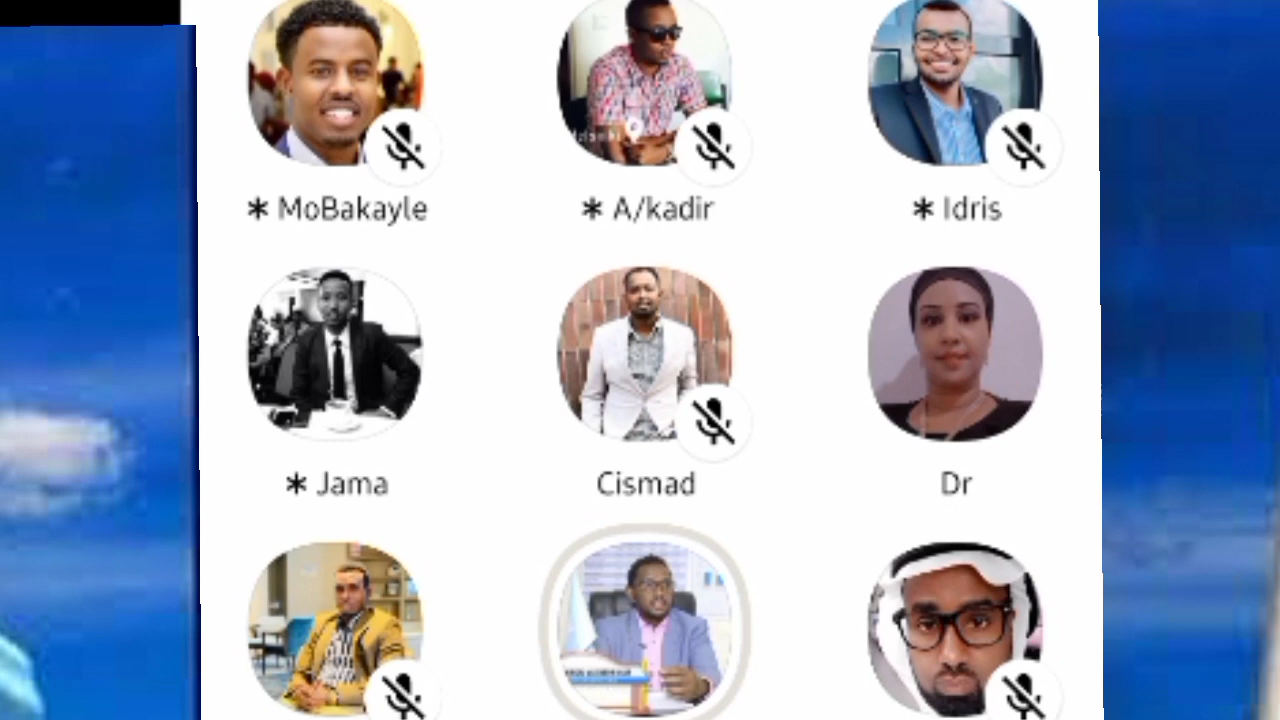 * MoBakayle
* A/kadir
* Idris
* Jama
Cismad
Dr